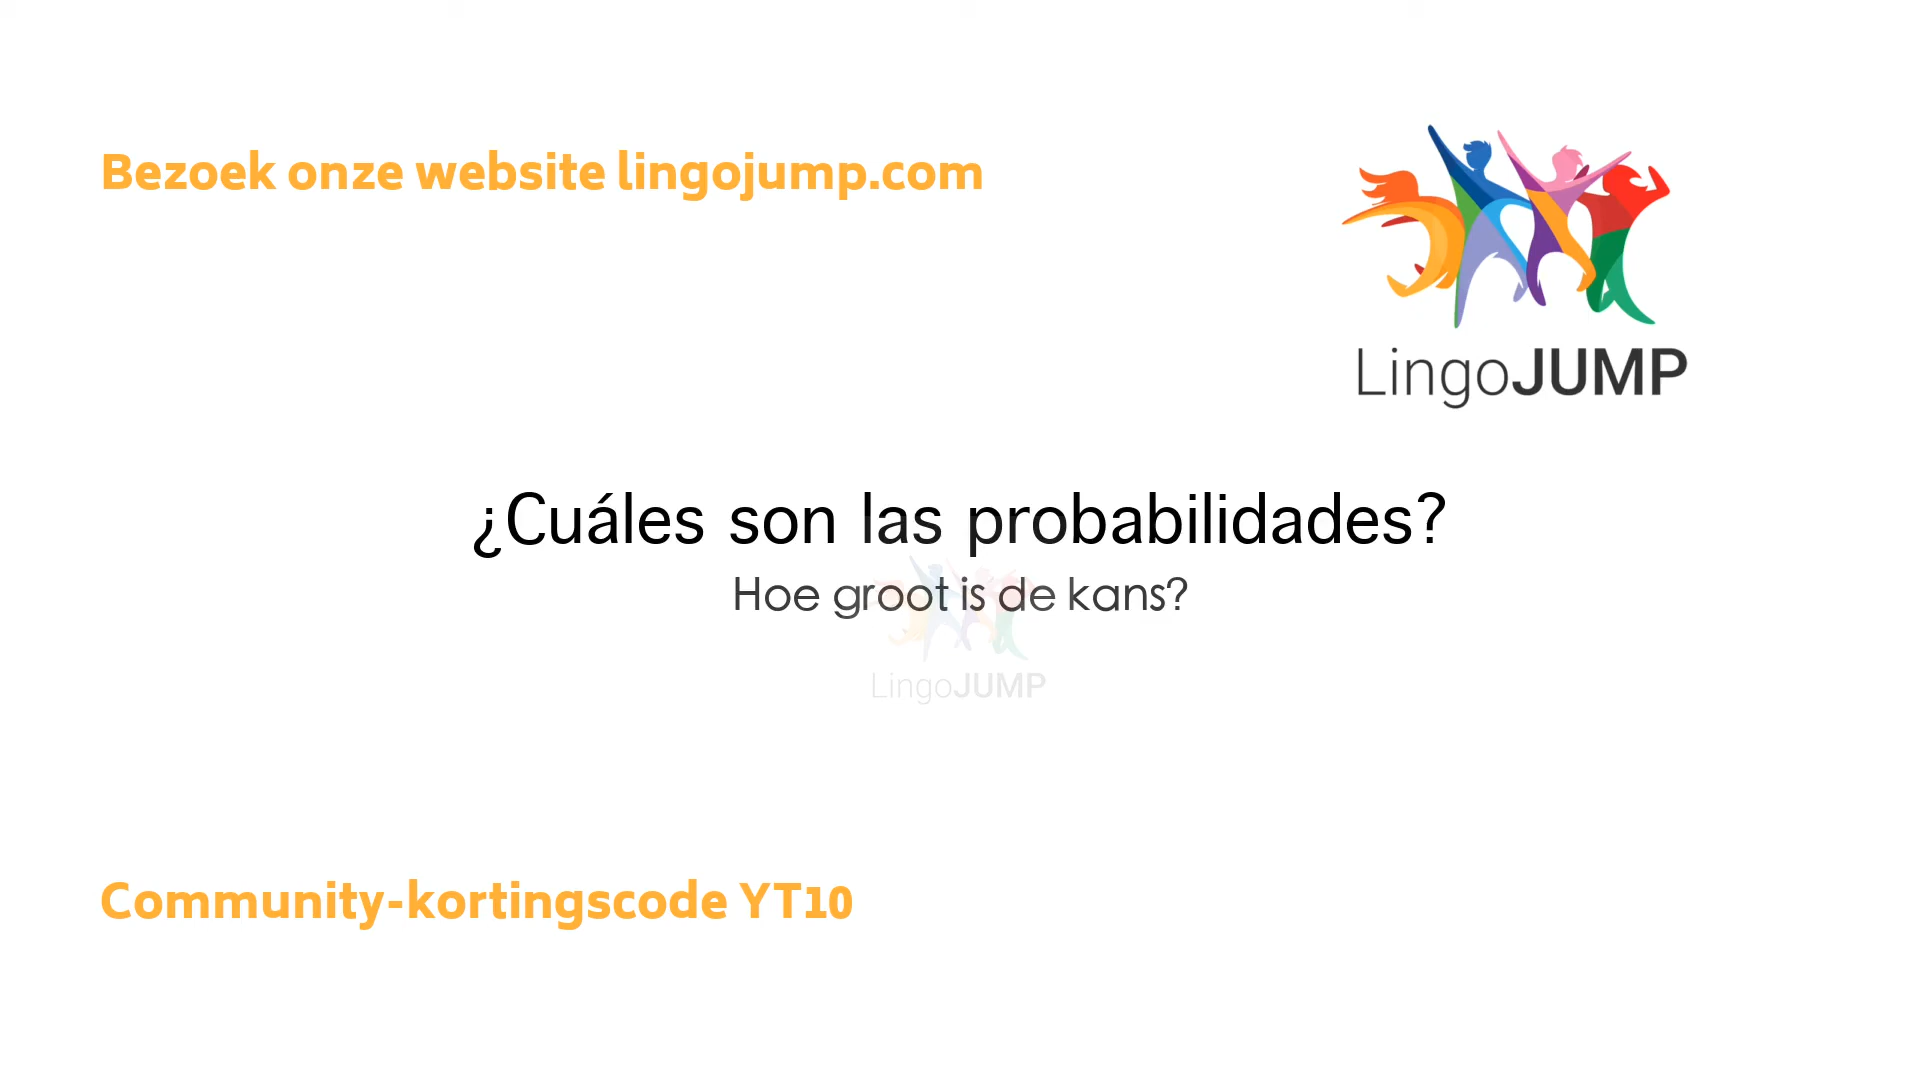 Bezoek onze website lingojump.com
LingoJUMP
¿Cuáles son las probabilidades?
Hoe groot is de kans?
LingoJUMP
Community-kortingscode YT10